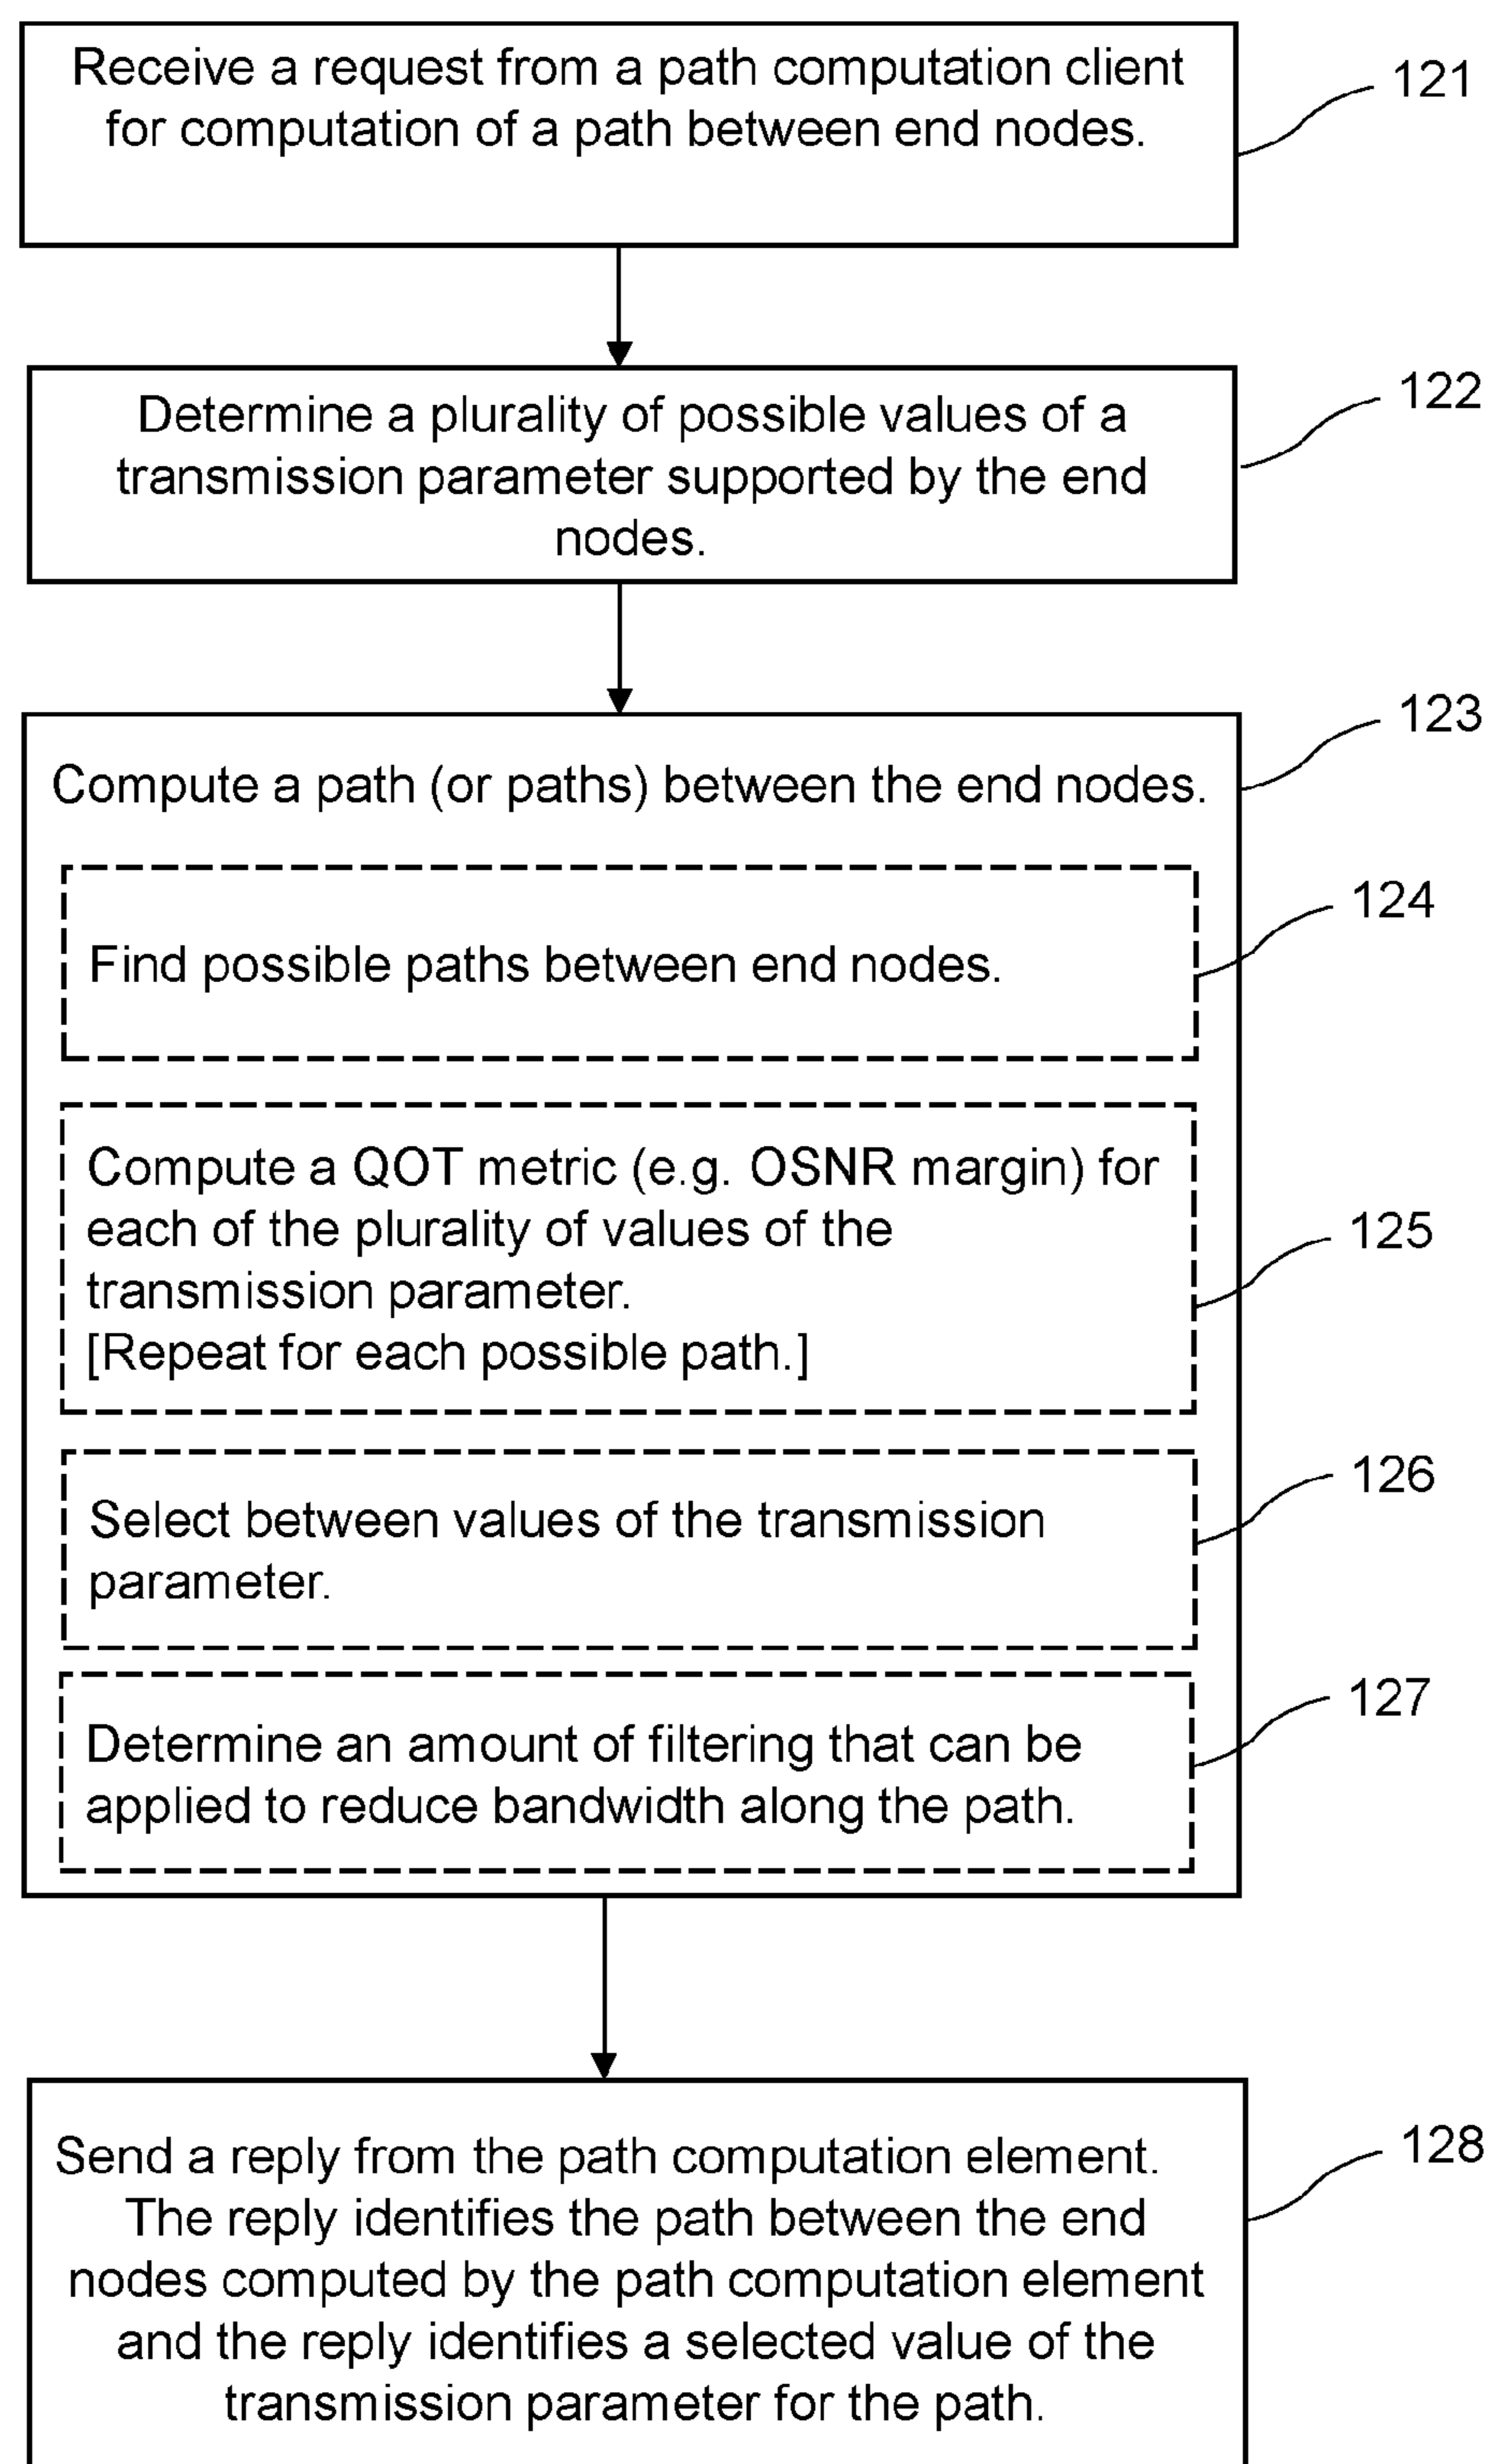 Receive a request from a path computation client
for computation of a path between end nodes.
121
Determine a plurality of possible values of a
transmission parameter supported by the end
nodes.
122
Compute a path (or paths) between the end nodes.
123
Find possible paths between end nodes.
124
Compute a QOT metric (e.g. OSNR margin) for
each of the plurality of values of the
transmission parameter.
[Repeat for each possible path.]
125
Select between values of the transmission
parameter.
126
Determine an amount of filtering that can be
applied to reduce bandwidth along the path.
127
Send a reply from the path computation element.
The reply identifies the path between the end
nodes computed by the path computation element
and the reply identifies a selected value of the
transmission parameter for the path.
128